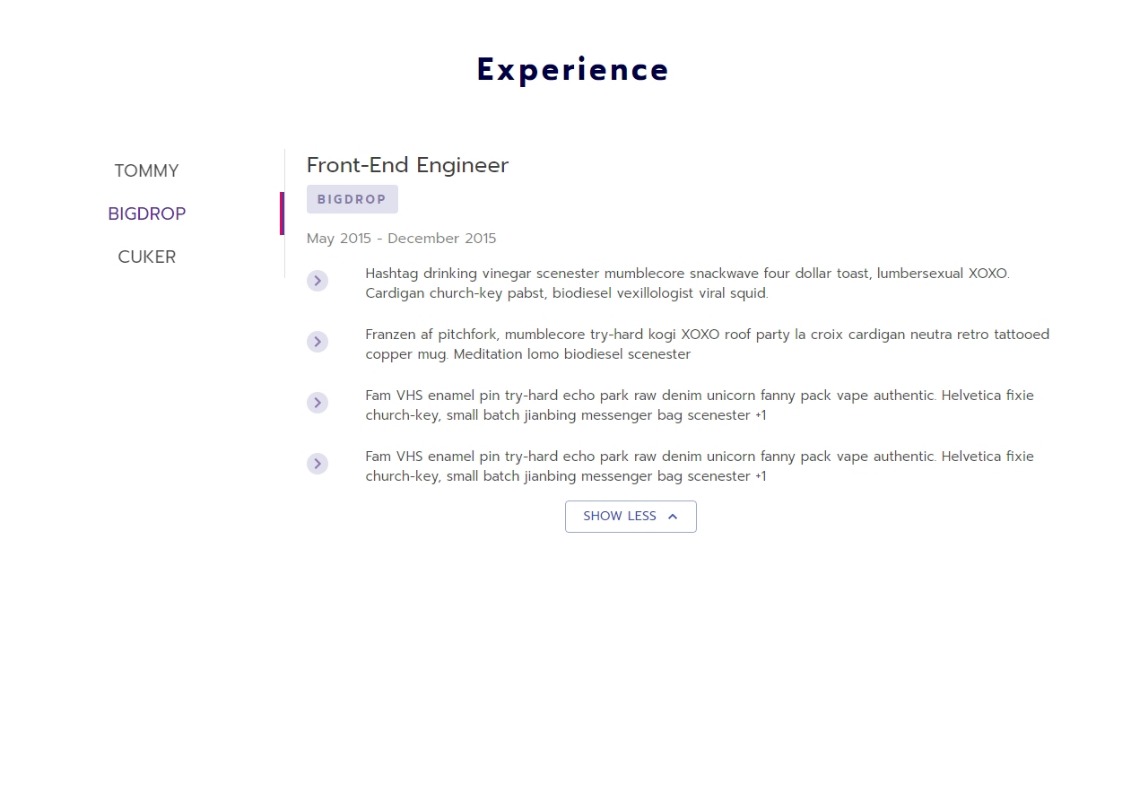 Experience
TOMMY
BIGDROP
CUKER
Front-End Engineer
BIGDROP
May 2015 - December 2015
Hashtag drinking vinegar scenester mumblecore snackwave four dollar toast, lumbersexual XOXO.
Cardigan church-key pabst, biodiesel vexillologist viral squid.
Franzen af pitchfork, mumblecore try-hard kogi XOXO roof party la croix cardigan neutra retro tattooed
copper mug. Meditation lomo biodiesel scenester
Fam VHS enamel pin try-hard echo park raw denim unicorn fanny pack vape authentic. Helvetica fixie
church-key, small batch jianbing messenger bag scenester +1
Fam VHS enamel pin try-hard echo park raw denim unicorn fanny pack vape authentic. Helvetica fixie
church-key, small batch jianbing messenger bag scenester +1
SHOW LESS